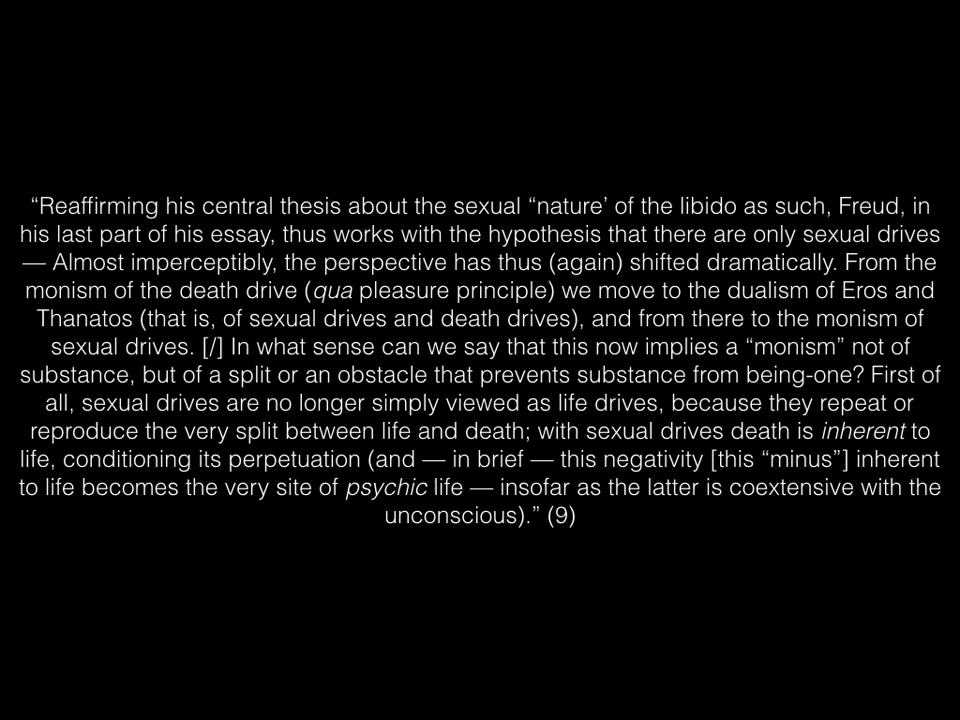 “Reaffirming his central thesis about the sexual “nature’ of the libido as such, Freud, in
his last part of his essay, thus works with the hypothesis that there are only sexual drives
— Almost imperceptibly, the perspective has thus (again) shifted dramatically. From the
monism of the death drive (qua pleasure principle) we move to the dualism of Eros and
Thanatos (that is, of sexual drives and death drives), and from there to the monism of
sexual drives. [/] In what sense can we say that this now implies a “monism” not of
substance, but of a split or an obstacle that prevents substance from being-one? First of
all, sexual drives are no longer simply viewed as life drives, because they repeat or
reproduce the very split between life and death; with sexual drives death is inherent to
life, conditioning its perpetuation (and — in brief — this negativity [this “minus”] inherent
to life becomes the very site of psychic life — insofar as the latter is coextensive with the
unconscious).” (9)